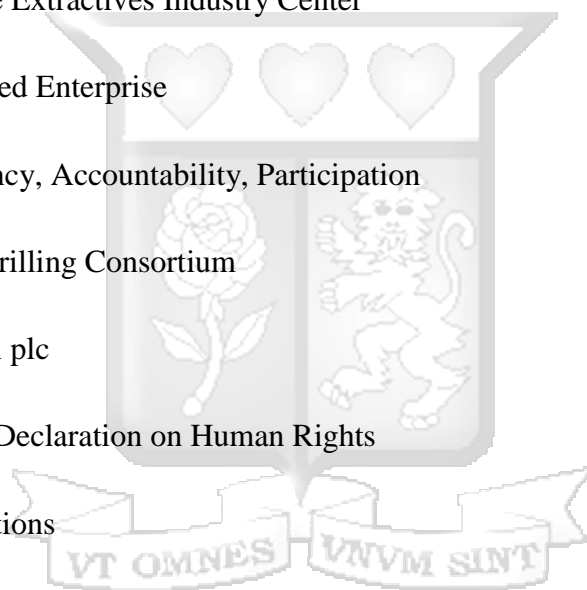 Extractives Industry Center
ed Enterprise
ncy, Accountability, Participation
rilling Consortium
plc
Declaration on Human Rights
tions
VT OMNES VNVM SINT